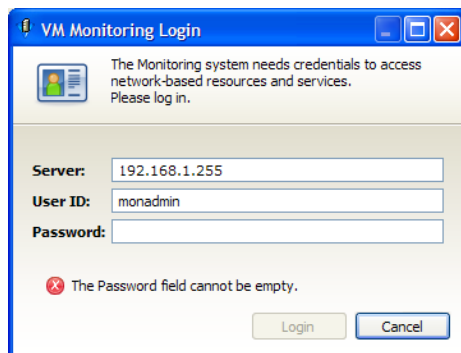 VM Monitoring Login
The Monitoring system needs credentials to access
network-based resources and services.
Please log in.
Server: 192.168.1.255
User ID: monadmin
Password:
The Password field cannot be empty.
Login Cancel